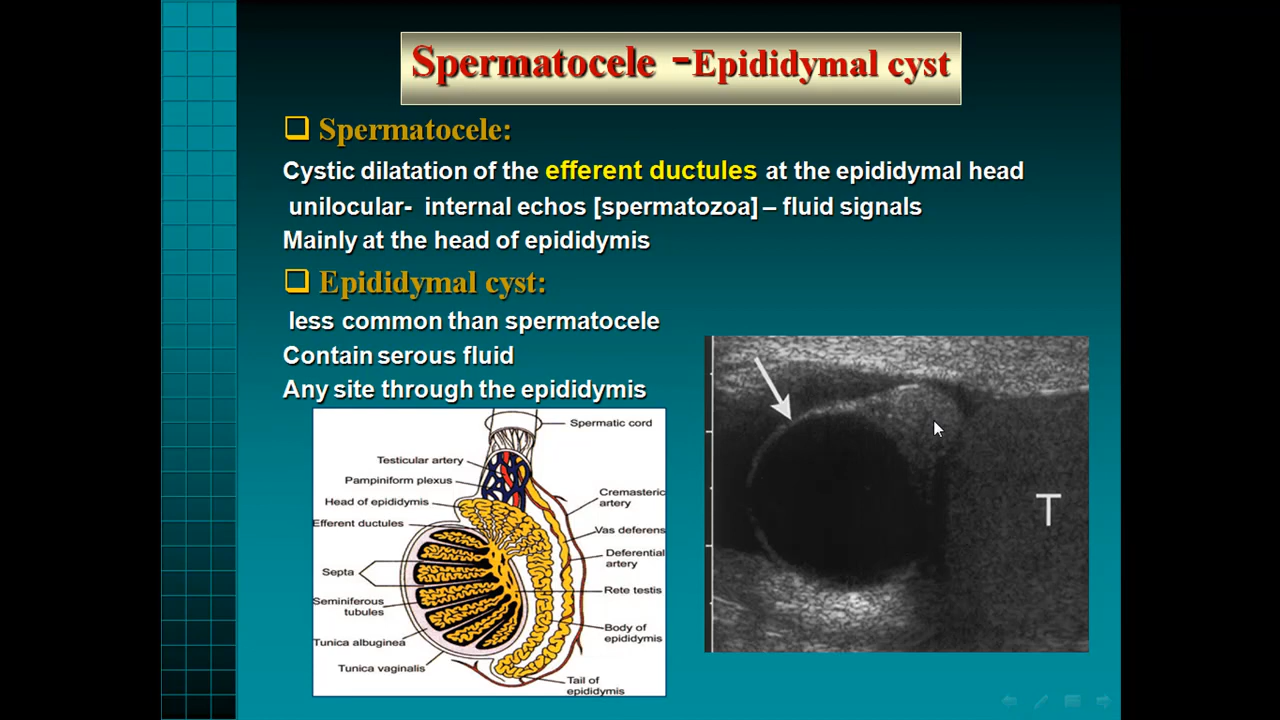 Spermatocele -Epididymal cyst
Spermatocele:
Cystic dilatation of the efferent ductules at the epididymal head
unilocular- internal echos [spermatozoa] – fluid signals
Mainly at the head of epididymis
Epididymal cyst:
less common than spermatocele
Contain serous fluid
Any site through the epididymis
Spermatic cord
Testicular artery
Pampiniform plexus
Head of epididymis
Efferent ductules
Septa
Seminiferous
tubules
Tunica albuginea
Tunica vaginalis
Cremasteric
artery
Vas deferens
Deferential
artery
Rete testis
Body of
epididymis
Tail of
epididymis
T